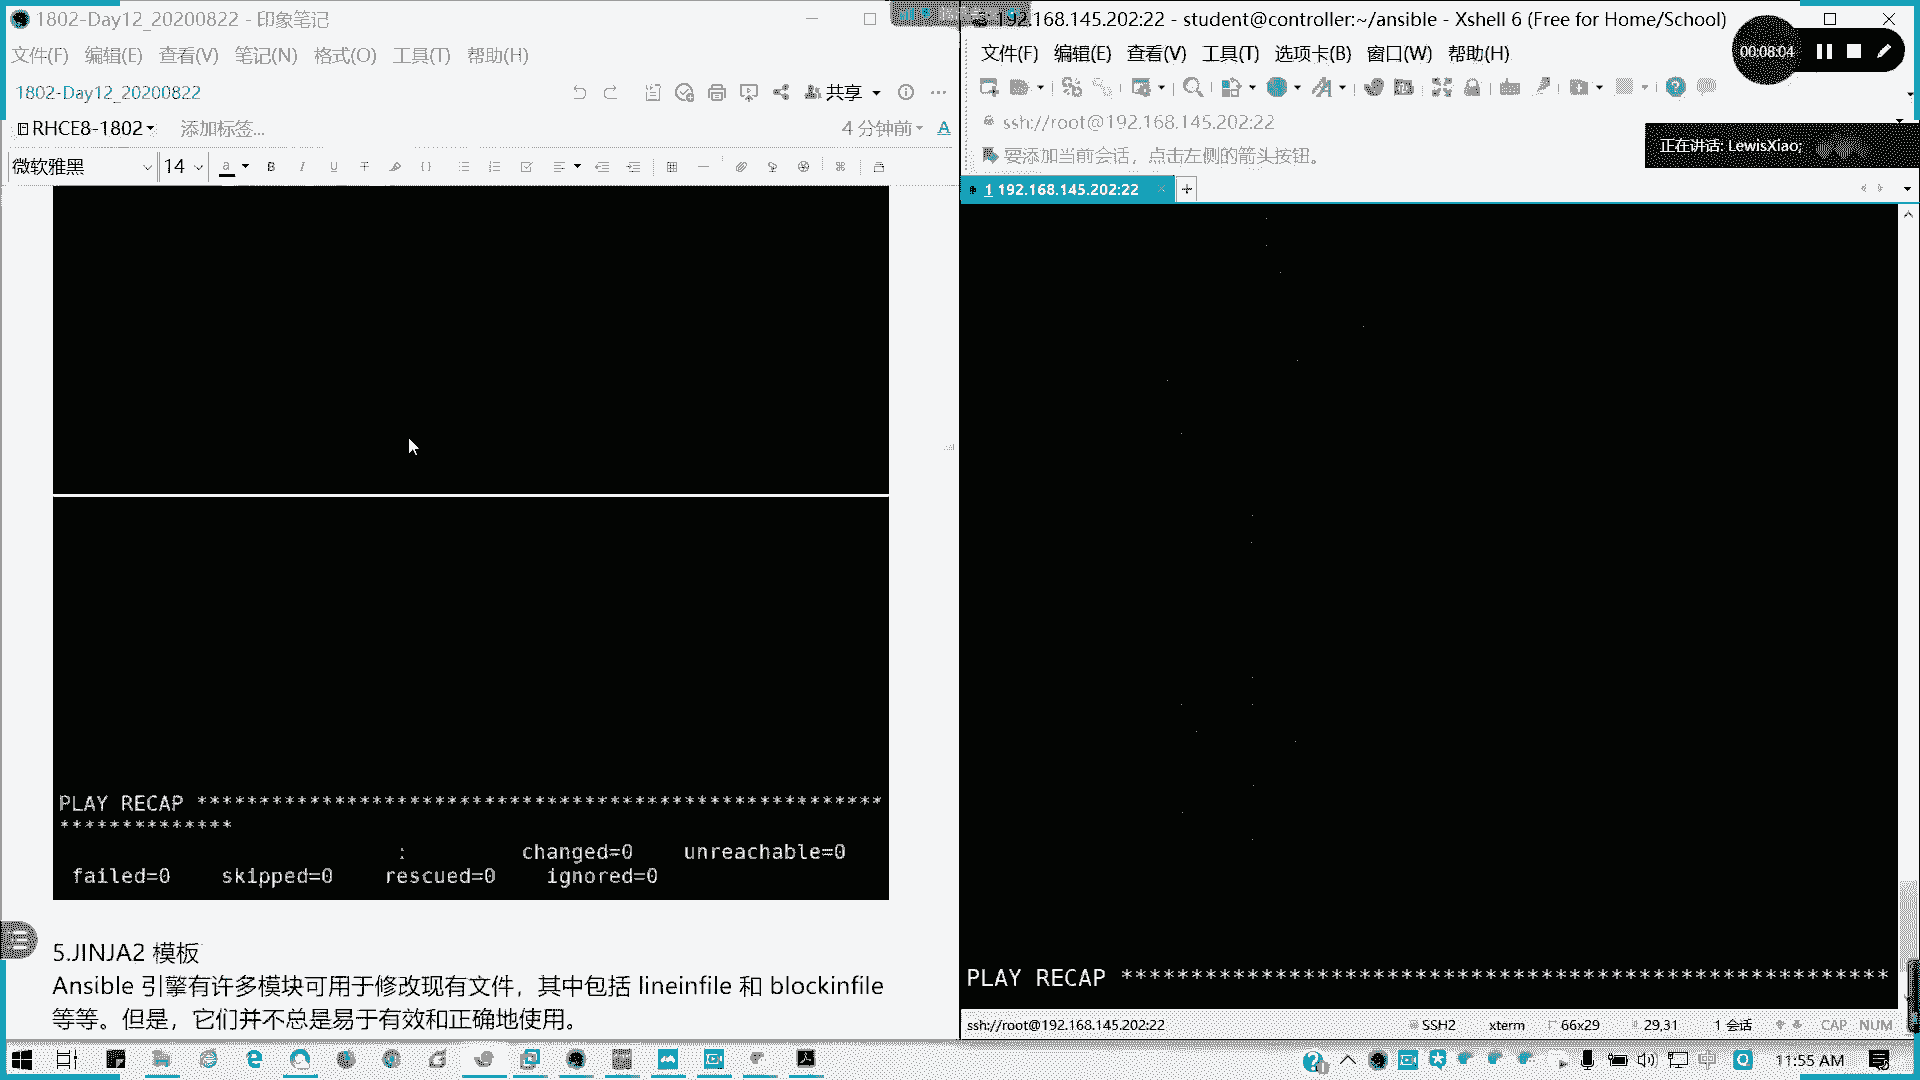 1802-Day12_20200822 - 印象笔记
文件(F) 编辑(E) 查看(V) 笔记(N) 格式(O) 工具(T) 帮助(H)
1802-Day12_20200822
共享
RHCE8-1802
添加标签...
4 分钟前
微软雅黑 14
PLAY RECAP *******************************************************
**************
: changed=0 unreachable=0
failed=0 skipped=0 rescued=0 ignored=0
5.JINJA2 模板
Ansible 引擎有许多模块可用于修改现有文件，其中包括 lineinfile 和 blockinfile
等等。但是，它们并不总是易于有效和正确地使用。
192.168.145.202:22 - student@controller:~/ansible - Xshell 6 (Free for Home/School)
文件(F) 编辑(E) 查看(V) 工具(T) 选项卡(B) 窗口(W) 帮助(H)
00:08:04
ssh://root@192.168.145.202:22
正在讲话: LewisXiao;
要添加当前会话，点击左侧的箭头按钮。
1 192.168.145.202:22
PLAY RECAP *******************************************************
ssh://root@192.168.145.202:22 SSH2 xterm 66x29 29,31 1 会话 CAP NUM
11:55 AM